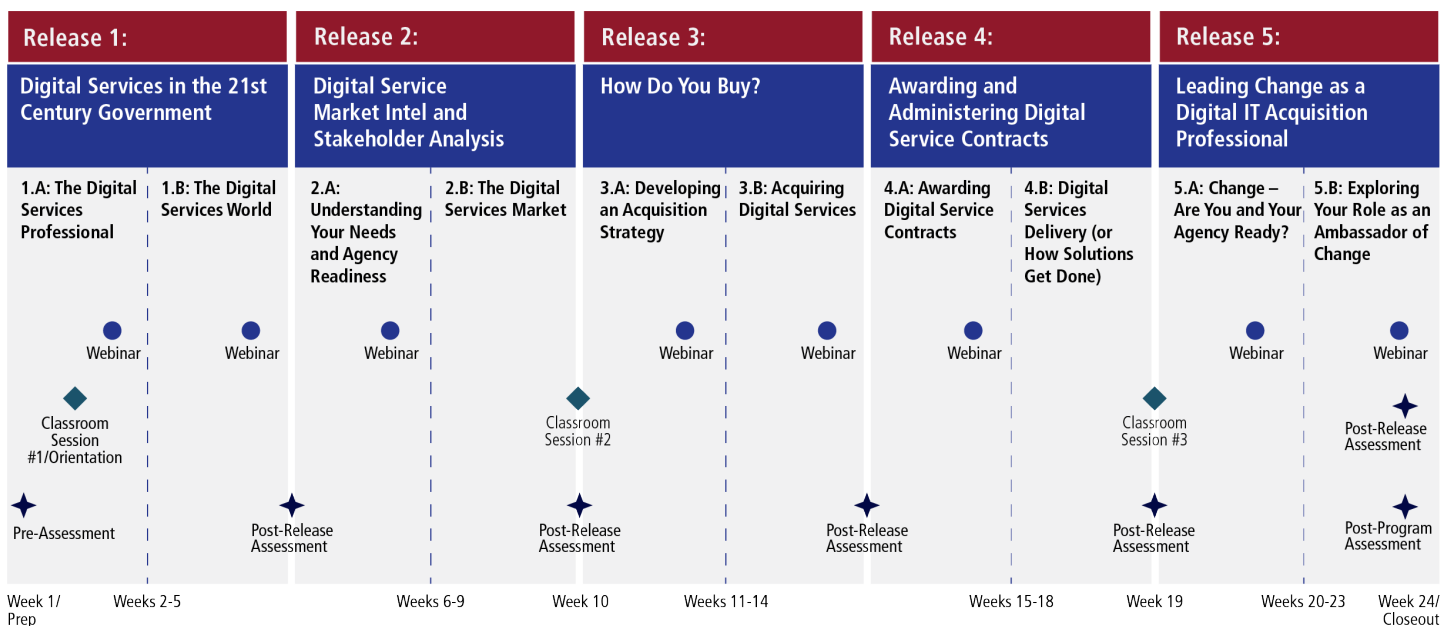 Release 1:
Release 2:
Release 3:
Release 4:
Release 5:
Digital Services in the 21st
Century Government
Digital Service
Market Intel and
Stakeholder Analysis
How Do You Buy?
Awarding and
Administering Digital
Service Contracts
Leading Change as a
Digital IT Acquisition
Professional
1.A: The Digital
Services
Professional
1.B: The Digital
Services World
2.A:
Understanding
Your Needs
and Agency
Readiness
2.B: The Digital
Services Market
3.A: Developing
an Acquisition
Strategy
3.B: Acquiring
Digital Services
4.A: Awarding
Digital Service
Contracts
4.B: Digital
Services
Delivery (or
How Solutions
Get Done)
5.A: Change –
Are You and Your
Agency Ready?
5.B: Exploring
Your Role as an
Ambassador of
Change
Webinar
Webinar
Webinar
Webinar
Webinar
Webinar
Webinar
Webinar
Classroom
Session
#1/Orientation
Classroom
Session #2
Classroom
Session #3
Post-Release
Assessment
Pre-Assessment
Post-Release
Assessment
Post-Release
Assessment
Post-Release
Assessment
Post-Release
Assessment
Post-Program
Assessment
Week 1/
Prep
Weeks 2-5
Weeks 6-9
Week 10
Weeks 11-14
Weeks 15-18
Week 19
Weeks 20-23
Week 24/
Closeout